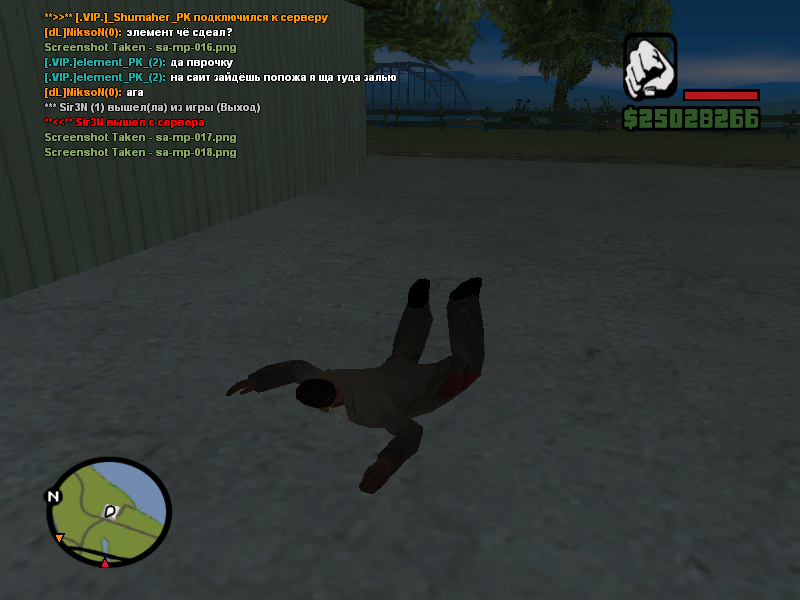 **>>** [.VIP.]_Shumaher_PK подключился к серверу
[dL]NiksoN(0): элемент чё сдеал?
Screenshot Taken - sa-mp-016.png
[.VIP.]element_PK_(2): да пврочку
[.VIP.]element_PK_(2): на саит зайдёшь попожа я ща туда залью
[dL]NiksoN(0): ага
*** Sir3N (1) вышел(ла) из игры (Выход)
**<<** Sir3N вышел с сервера
Screenshot Taken - sa-mp-017.png
Screenshot Taken - sa-mp-018.png
$25028266
N